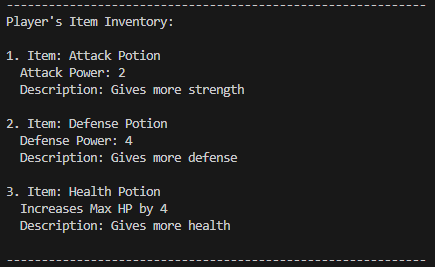 ------------------------------------------------------------
Player's Item Inventory:
1. Item: Attack Potion
Attack Power: 2
Description: Gives more strength
2. Item: Defense Potion
Defense Power: 4
Description: Gives more defense
3. Item: Health Potion
Increases Max HP by 4
Description: Gives more health
------------------------------------------------------------